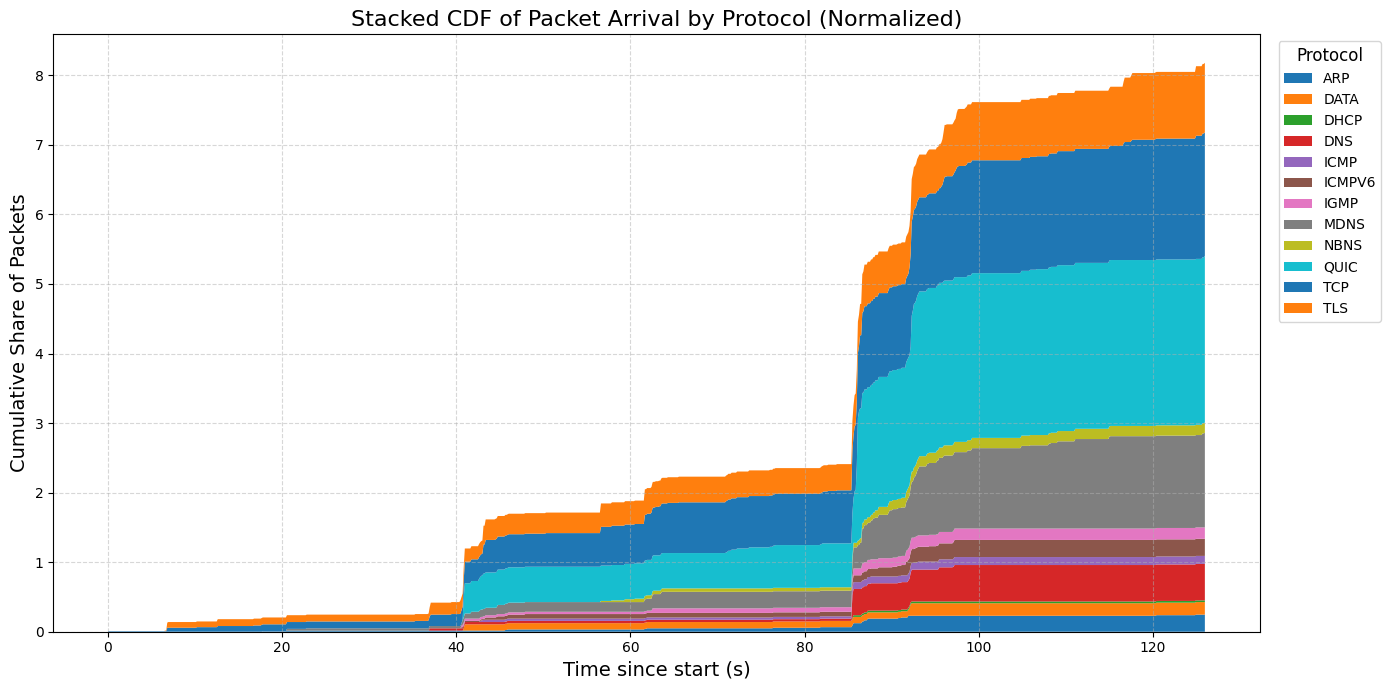 Stacked CDF of Packet Arrival by Protocol (Normalized)
Cumulative Share of Packets
8
7
6
5
4
3
2
1
0
0 20 40 60 80 100 120
Time since start (s)
Protocol
ARP
DATA
DHCP
DNS
ICMP
ICMPV6
IGMP
MDNS
NBNS
QUIC
TCP
TLS